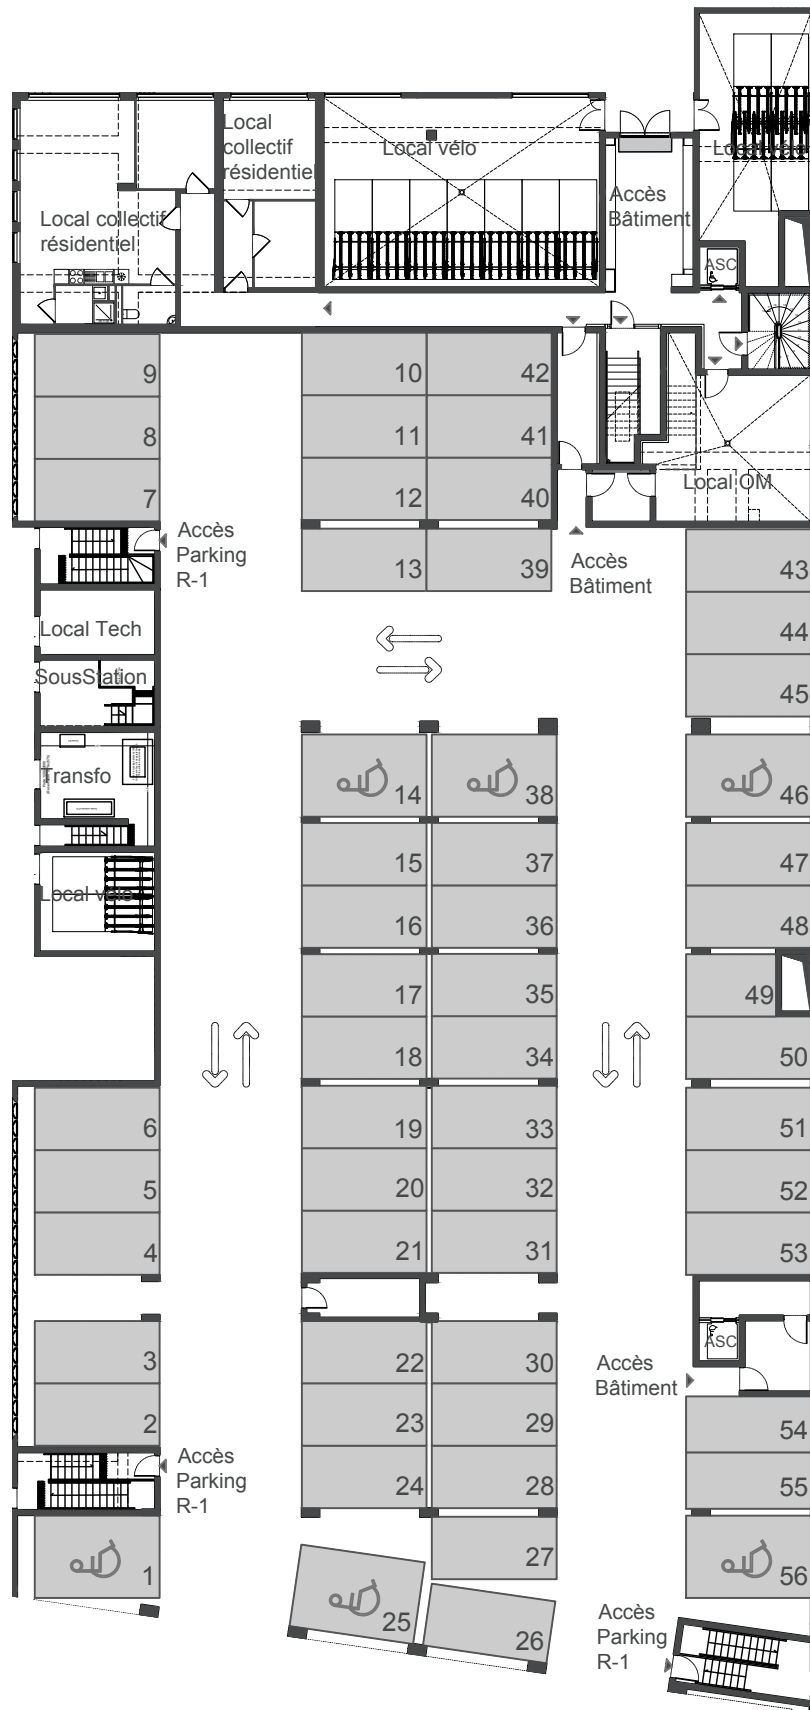 Local
collectif
résidentiel
Local vélo
Local vélo
Accès
Bâtiment
Local collectif
résidentiel
ASC
9
10
42
8
11
41
7
12
40
Local OM
Accès
Parking
R-1
13
39
Accès
Bâtiment
43
Local Tech
44
SousStation
45
Transfo
14
38
46
15
37
47
Local vélo
16
36
48
17
35
49
18
34
50
6
19
33
51
5
20
32
52
4
21
31
53
ASC
3
22
30
Accès
Bâtiment
2
23
29
54
Accès
Parking
R-1
24
28
55
1
27
56
25
26
Accès
Parking
R-1